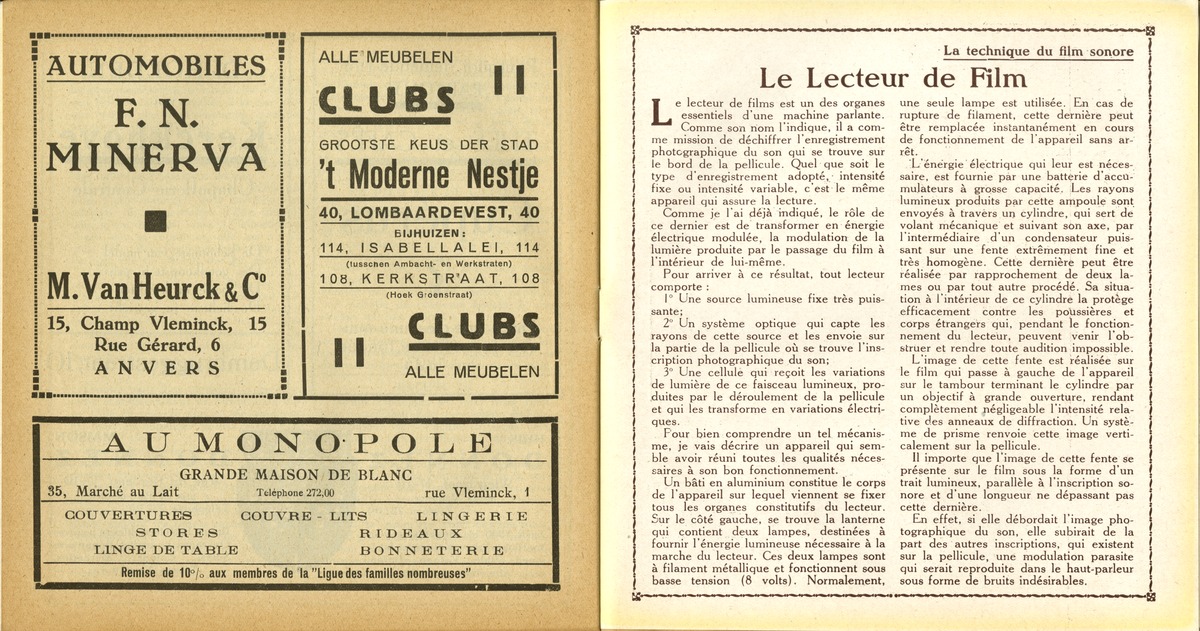 AUTOMOBILES
F. N.
MINERVA
M. Van Heurck & Co
15, Champ Vleminck, 15
Rue Gérard, 6
ANVERS
ALLE MEUBELEN
CLUBS
GROOTSTE KEUS DER STAD
't Moderne Nestje
40, LOMBAARDEVEST, 40
BIJHUIZEN :
114, ISABELLALEI, 114
(tusschen Ambacht- en Werkstraten)
108, KERKSTRAAT, 108
(Hoek Groenstraat)
CLUBS
ALLE MEUBELEN
AU MONOPOLE
GRANDE MAISON DE BLANC
35, Marché au Lait Téléphone 272,00 rue Vleminck, 1
COUVERTURES COUVRE - LITS LINGERIE
STORES RIDEAUX
LINGE DE TABLE BONNETERIE
Remise de 10% aux membres de la "Ligue des familles nombreuses"
La technique du film sonore
Le Lecteur de Film
Le lecteur de films est un des organes
essentiels d'une machine parlante.
Comme son nom l'indique, il a com-
me mission de déchiffrer l'enregistrement
photographique du son qui se trouve sur
le bord de la pellicule. Quel que soit le
type d'enregistrement adopté, intensité
fixe ou intensité variable, c'est le même
appareil qui assure la lecture.
Comme je l'ai déjà indiqué, le rôle de
ce dernier est de transformer en énergie
électrique modulée, la modulation de la
lumière produite par le passage du film à
l'intérieur de lui-même.
Pour arriver à ce résultat, tout lecteur
comporte :
1° Une source lumineuse fixe très puis-
sante;
2° Un système optique qui capte les
rayons de cette source et les envoie sur
la partie de la pellicule où se trouve l'ins-
cription photographique du son;
3° Une cellule qui reçoit les variations
de lumière de ce faisceau lumineux, pro-
duites par le déroulement de la pellicule
et qui les transforme en variations électri-
ques.
Pour bien comprendre un tel mécanis-
me, je vais décrire un appareil qui sem-
ble avoir réuni toutes les qualités néces-
saires à son bon fonctionnement.
Un bâti en aluminium constitue le corps
de l'appareil sur lequel viennent se fixer
tous les organes constitutifs du lecteur.
Sur le côté gauche, se trouve la lanterne
qui contient deux lampes, destinées à
fournir l'énergie lumineuse nécessaire à la
marche du lecteur. Ces deux lampes sont
à filament métallique et fonctionnent sous
basse tension (8 volts). Normalement,
une seule lampe est utilisée. En cas de
rupture de filament, cette dernière peut
être remplacée instantanément en cours
de fonctionnement de l'appareil sans ar-
rêt.
L'énergie électrique qui leur est néces-
saire, est fournie par une batterie d'accu-
mulateurs à grosse capacité. Les rayons
lumineux produits par cette ampoule sont
envoyés à travers un cylindre, qui sert de
volant mécanique et suivant son axe, par
l'intermédiaire d'un condensateur puis-
sant sur une fente extrêmement fine et
très homogène. Cette dernière peut être
réalisée par rapprochement de deux la-
mes ou par tout autre procédé. Sa situa-
tion à l'intérieur de ce cylindre la protège
efficacement contre les poussières et
corps étrangers qui, pendant le fonction-
nement du lecteur, peuvent venir l'ob-
struer et rendre toute audition impossible.
L'image de cette fente est réalisée sur
le film qui passe à gauche de l'appareil
sur le tambour terminant le cylindre par
un objectif à grande ouverture, rendant
complètement négligeable l'intensité rela-
tive des anneaux de diffraction. Un systè-
me de prisme renvoie cette image verti-
calement sur la pellicule.
Il importe que l'image de cette fente se
présente sur le film sous la forme d'un
trait lumineux, parallèle à l'inscription so-
nore et d'une longueur ne dépassant pas
cette dernière.
En effet, si elle débordait l'image pho-
tographique du son, elle subirait de la
part des autres inscriptions, qui existent
sur la pellicule, une modulation parasite
qui serait reproduite dans le haut-parleur
sous forme de bruits indésirables.